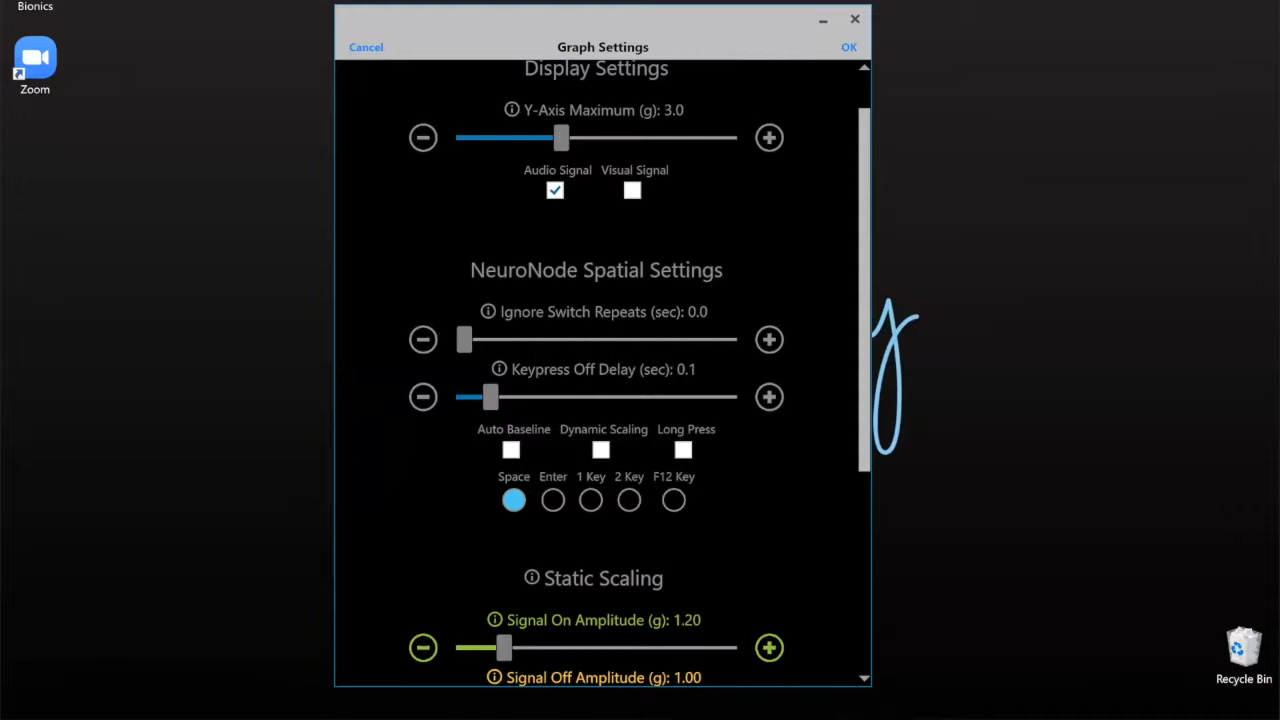 Bionics
Zoom
Cancel
Graph Settings
OK
Display Settings
Y-Axis Maximum (g): 3.0
Audio Signal Visual Signal
NeuroNode Spatial Settings
Ignore Switch Repeats (sec): 0.0
Keypress Off Delay (sec): 0.1
Auto Baseline Dynamic Scaling Long Press
Space Enter 1 Key 2 Key F12 Key
Static Scaling
Signal On Amplitude (g): 1.20
Signal Off Amplitude (g): 1.00
Recycle Bin